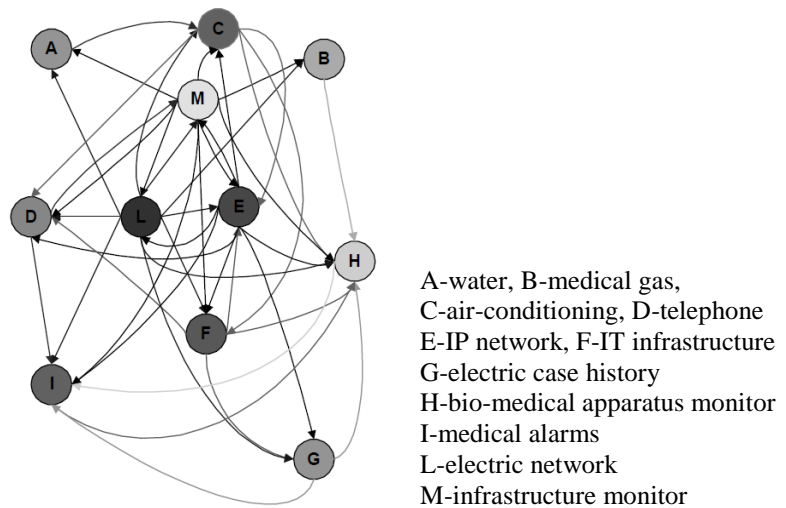 A
C
B
M
D
L
E
H
F
I
G
A-water, B-medical gas,
C-air-conditioning, D-telephone
E-IP network, F-IT infrastructure
G-electric case history
H-bio-medical apparatus monitor
I-medical alarms
L-electric network
M-infrastructure monitor